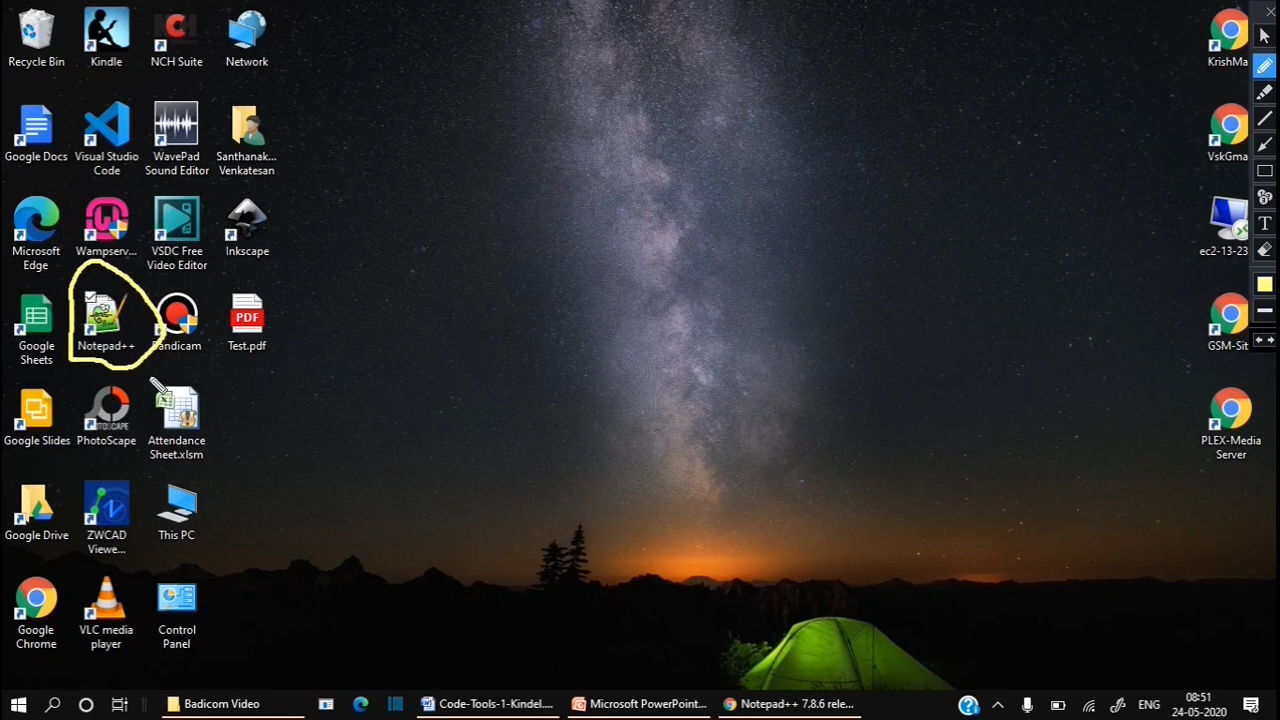 Recycle Bin
Kindle
NCH Suite
Network
KrishMa
Google Docs
Visual Studio
Code
WavePad
Sound Editor
Santhanak...
Venkatesan
VskGma
Microsoft
Edge
Wampserv...
VSDC Free
Video Editor
Inkscape
ec2-13-23
Google
Sheets
Notepad++
Bandicam
PDF
Test.pdf
GSM-Sit
Google Slides
PhotoScape
Attendance
Sheet.xlsm
PLEX-Media
Server
Google Drive
ZWCAD
Viewe...
This PC
Google
Chrome
VLC media
player
Control
Panel
Badicom Video
Code-Tools-1-Kindel....
Microsoft PowerPoint...
Notepad++ 7.8.6 rele...
ENG
08:51
24-05-2020